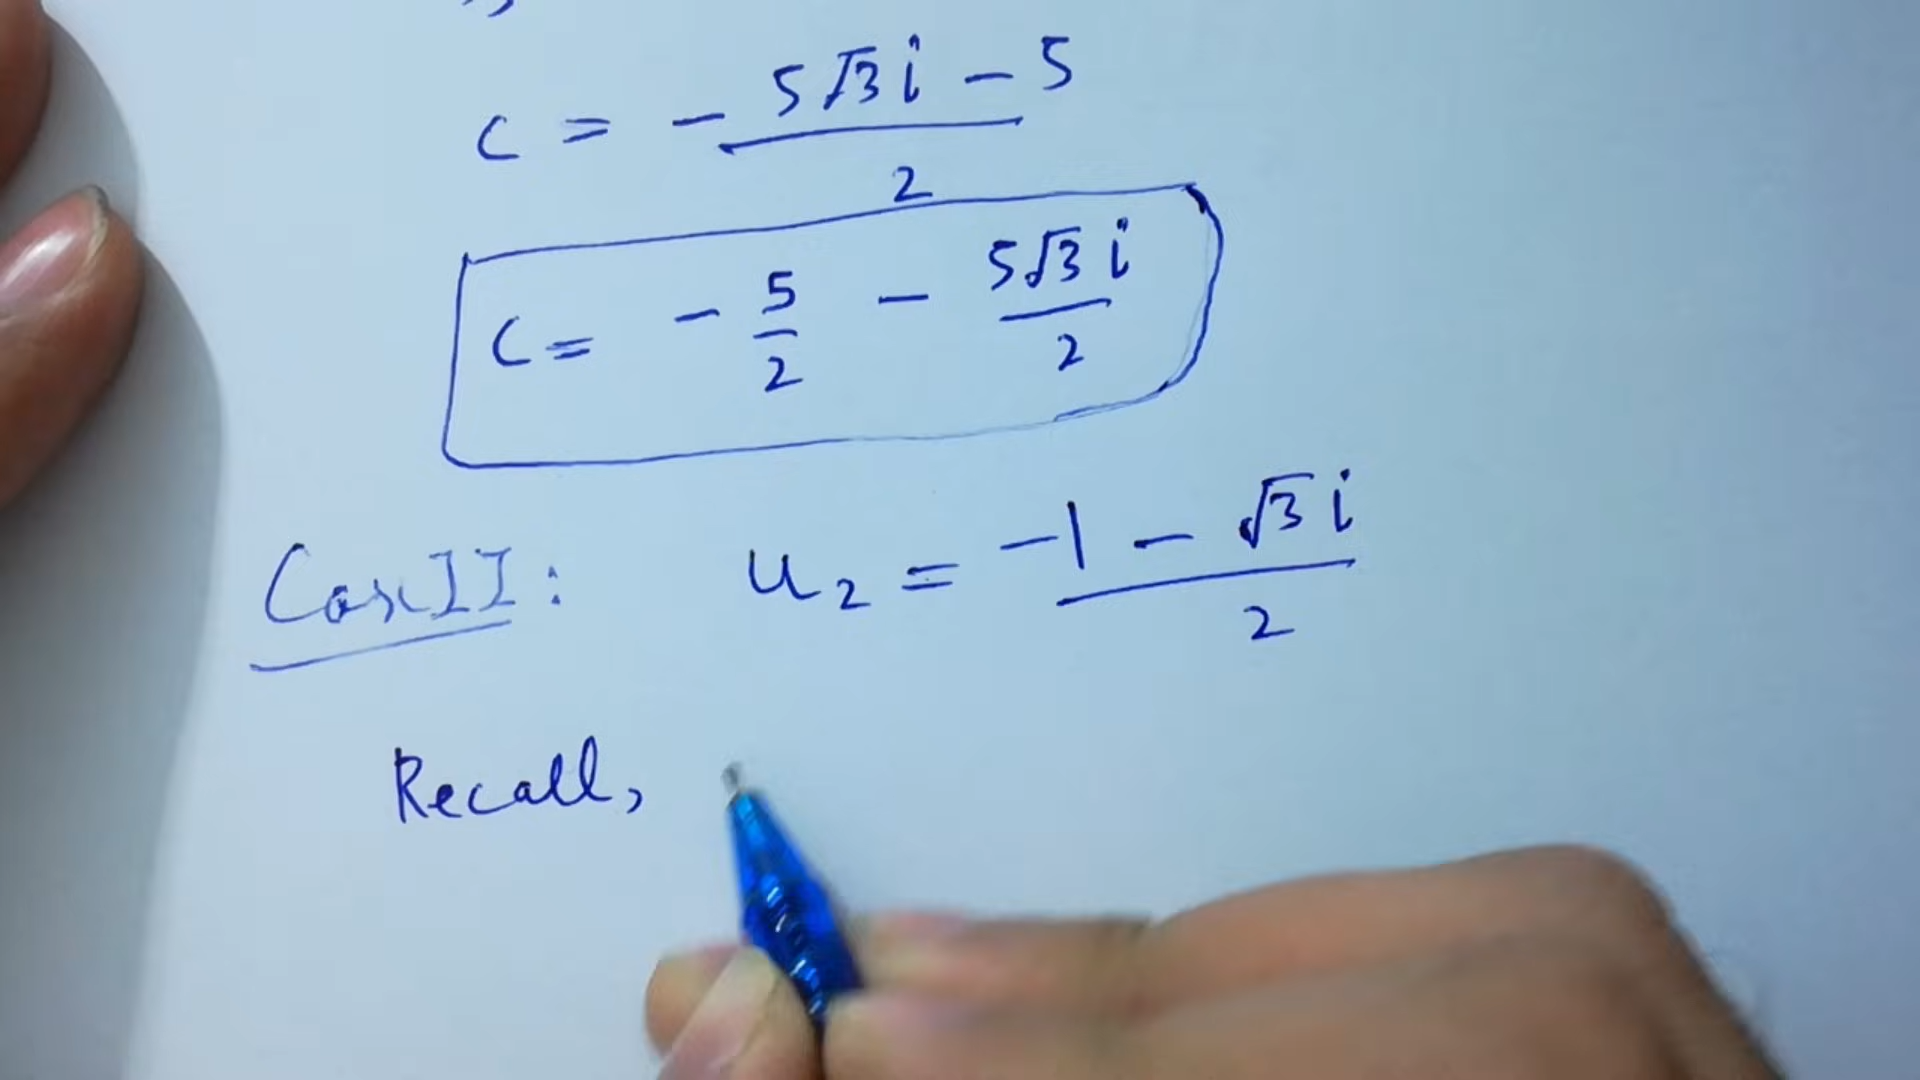 c = - 5√3 i - 5 / 2
c = - 5/2 - 5√3 i / 2
Case II : u₂ = -1 - √3 i / 2
Recall,